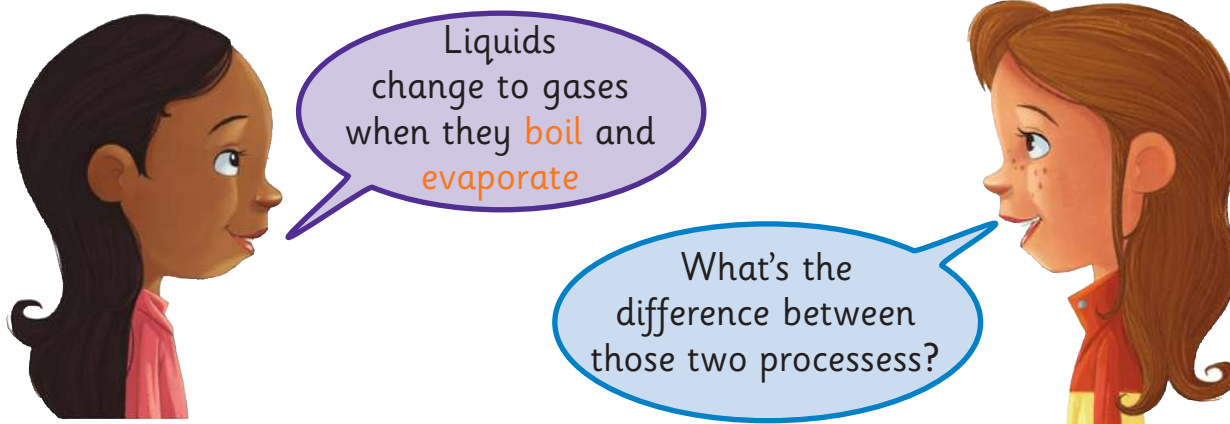 Liquids
change to gases
when they boil and
evaporate
What's the
difference between
those two processess?